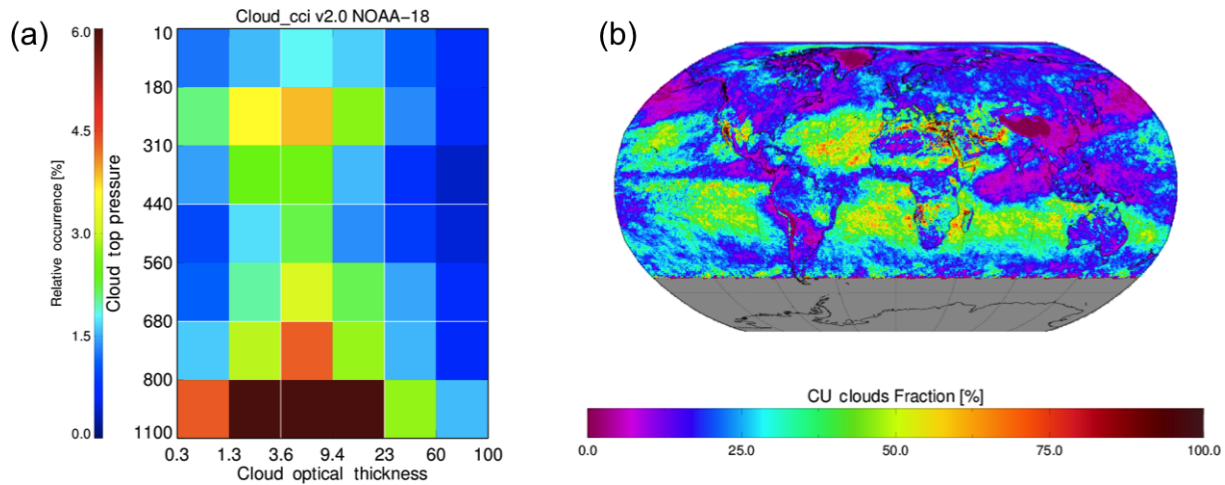 (a)
Cloud_cci v2.0 NOAA-18
6.0
4.5
3.0
1.5
0.0
Relative occurrence [%]
Cloud top pressure
10
180
310
440
560
680
800
1100
0.3 1.3 3.6 9.4 23 60 100
Cloud optical thickness
(b)
CU clouds Fraction [%]
0.0 25.0 50.0 75.0 100.0